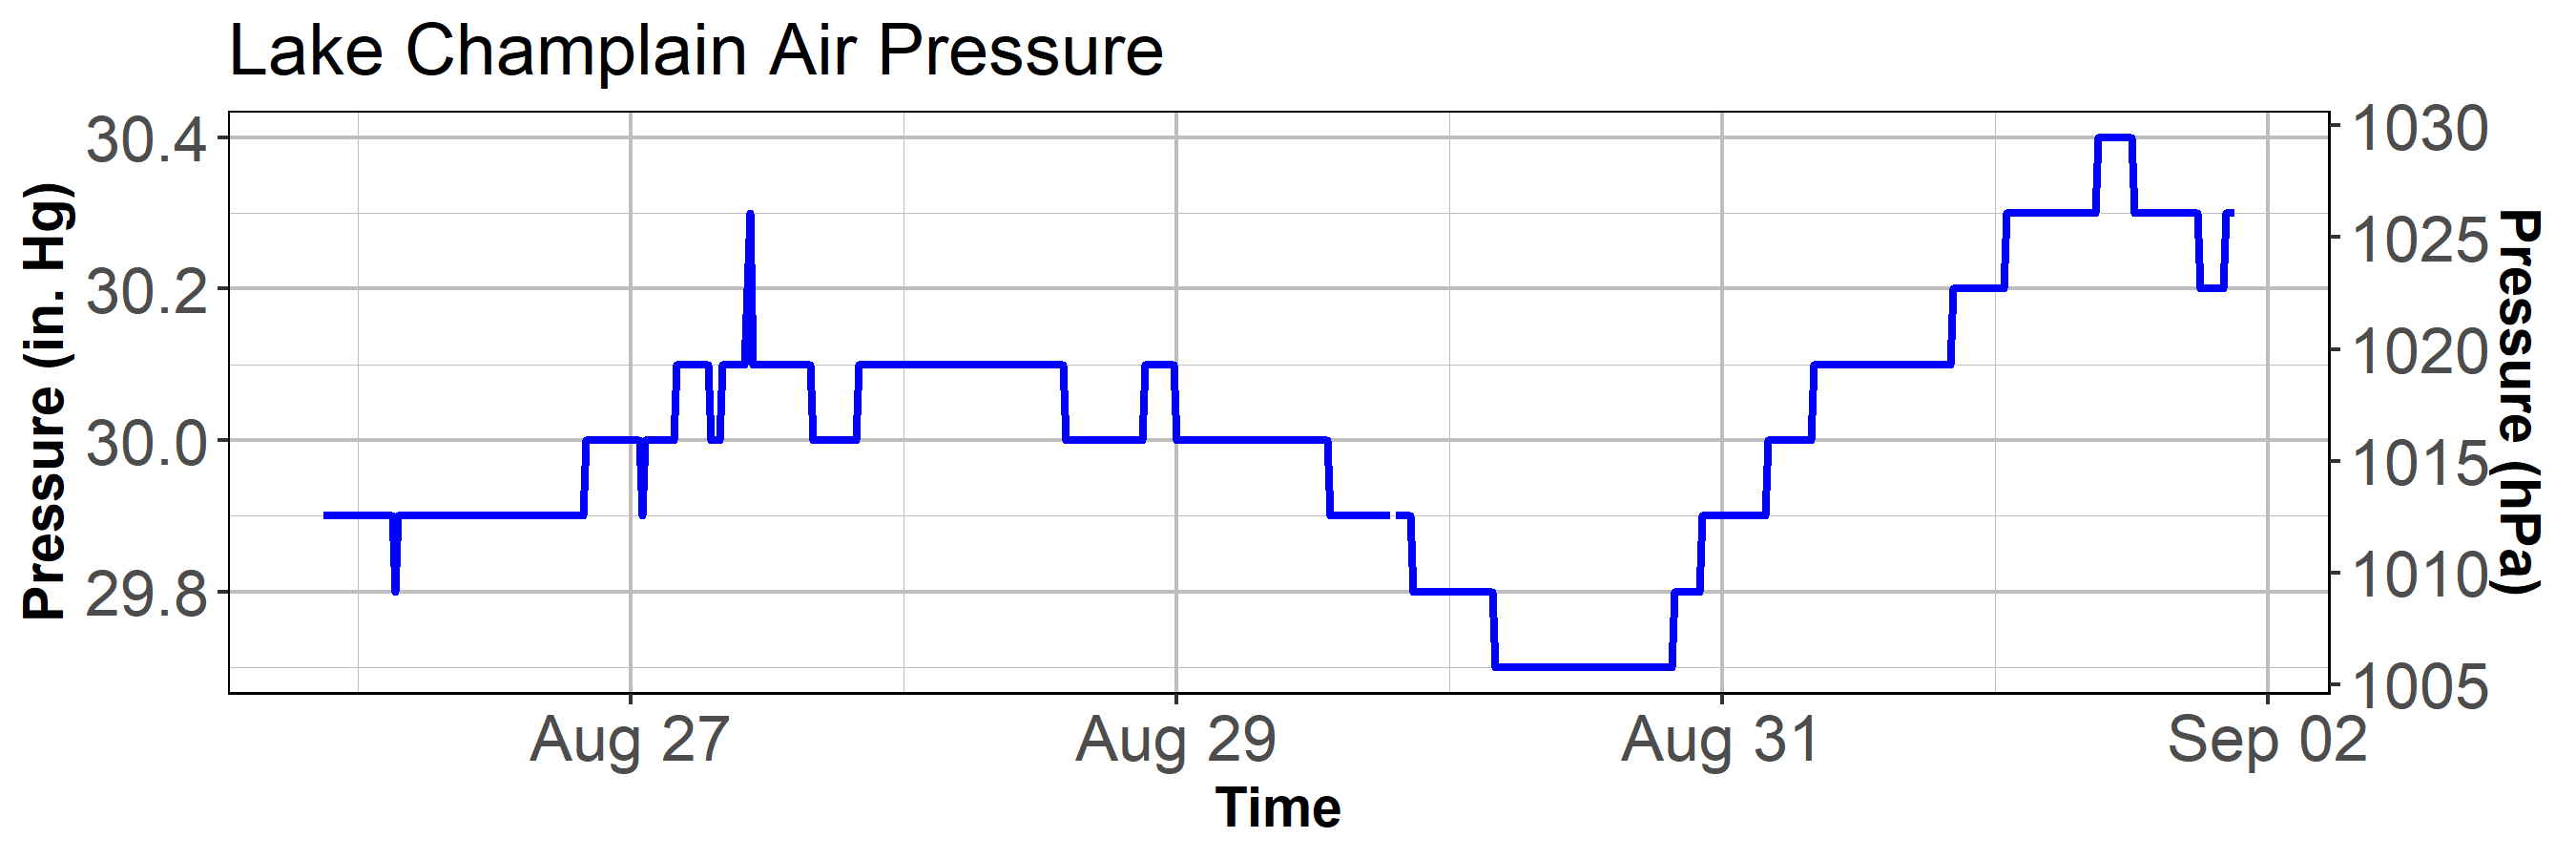 Lake Champlain Air Pressure
30.4
30.2
30.0
29.8
Pressure (in. Hg)
1030
1025
1020
1015
1010
1005
Pressure (hPa)
Aug 27 Aug 29 Aug 31 Sep 02
Time